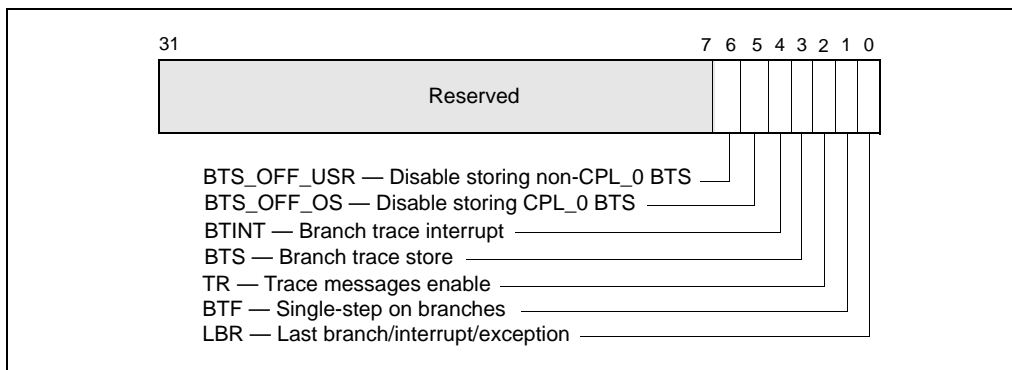 31 7 6 5 4 3 2 1 0
Reserved
BTS_OFF_USR — Disable storing non-CPL_0 BTS
BTS_OFF_OS — Disable storing CPL_0 BTS
BTINT — Branch trace interrupt
BTS — Branch trace store
TR — Trace messages enable
BTF — Single-step on branches
LBR — Last branch/interrupt/exception